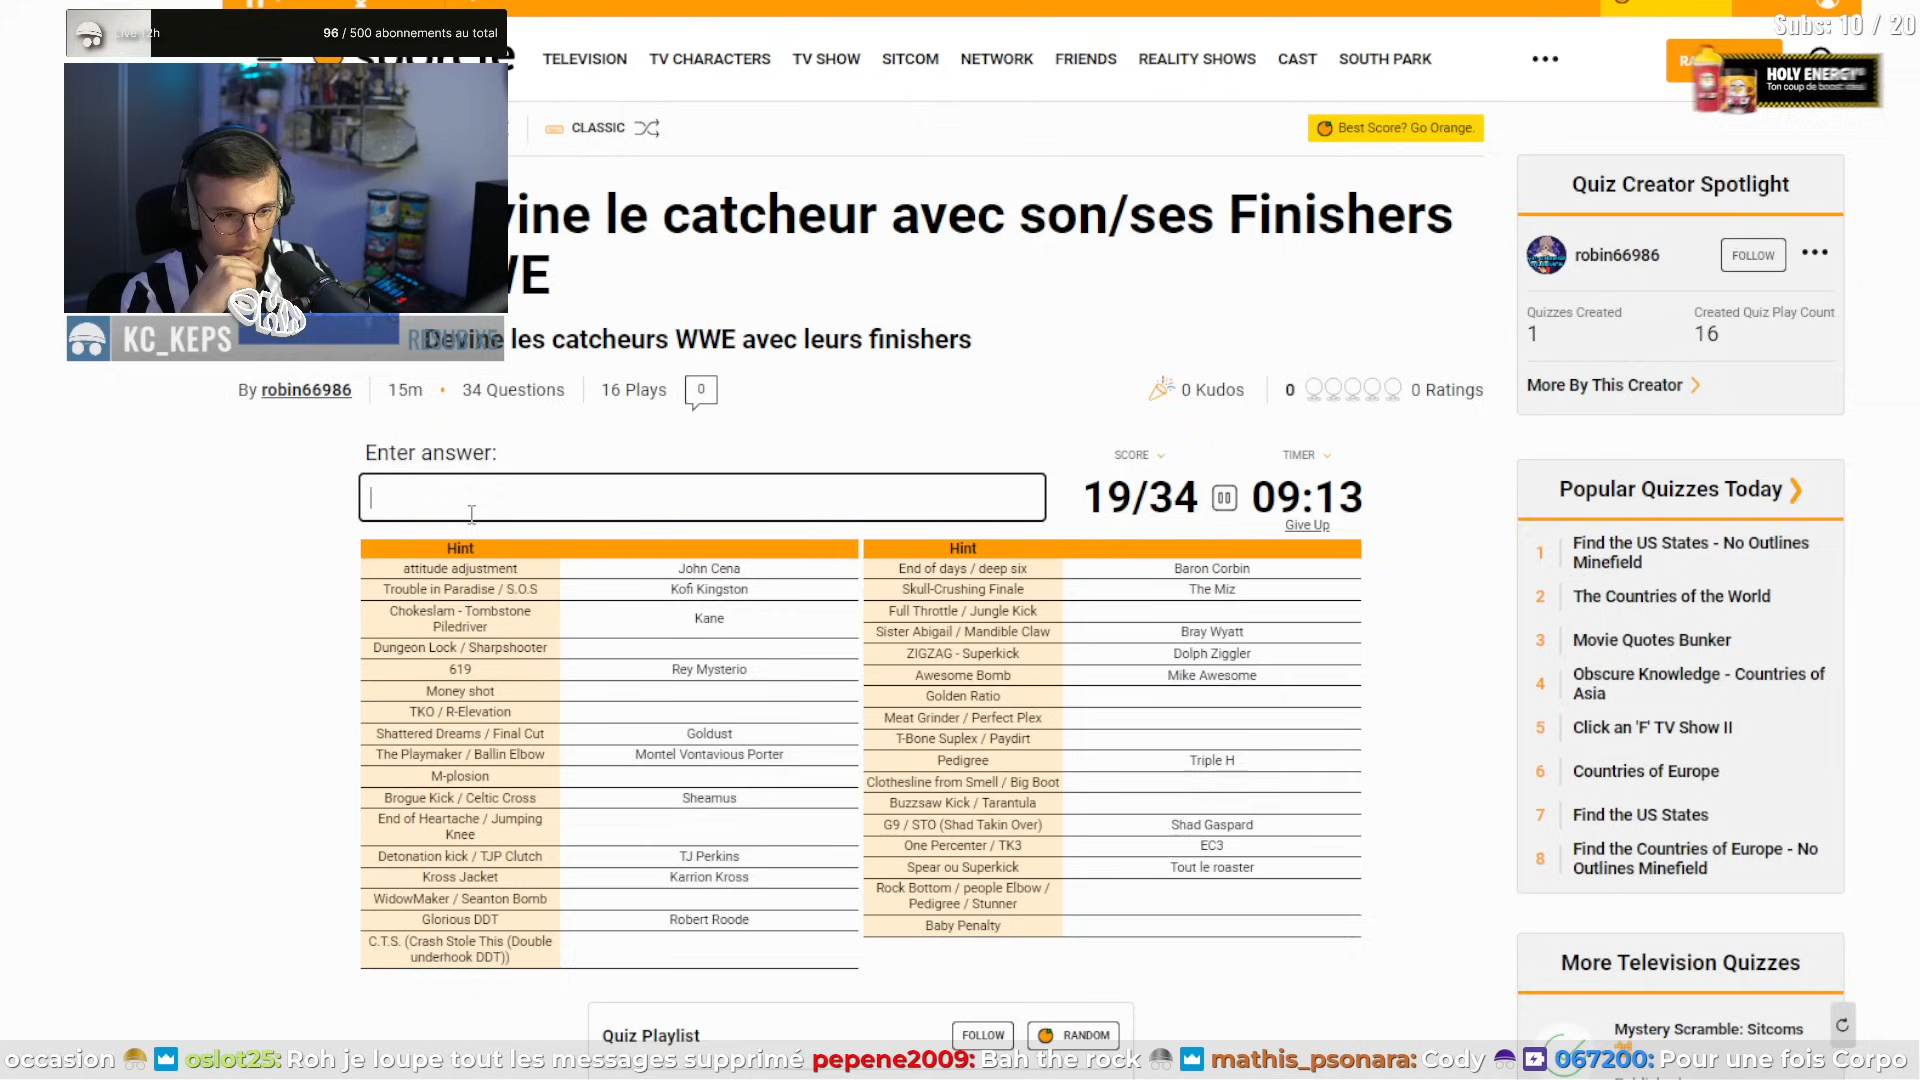 Live 12h
96 / 500 abonnements au total
Subs: 10 / 20
TELEVISION TV CHARACTERS TV SHOW SITCOM NETWORK FRIENDS REALITY SHOWS CAST SOUTH PARK
HOLY ENERGY
CLASSIC
Best Score? Go Orange.
vine le catcheur avec son/ses Finishers
WE
Devine les catcheurs WWE avec leurs finishers
KC_KEPS
By robin66986
15m • 34 Questions
16 Plays
0
0 Kudos
0
0 Ratings
Enter answer:
SCORE
19/34
TIMER
09:13
Give Up
Hint
attitude adjustment John Cena
Trouble in Paradise / S.O.S Kofi Kingston
Chokeslam - Tombstone
Piledriver
Kane
Dungeon Lock / Sharpshooter
619 Rey Mysterio
Money shot
TKO / R-Elevation
Shattered Dreams / Final Cut Goldust
The Playmaker / Ballin Elbow Montel Vontavious Porter
M-plosion
Brogue Kick / Celtic Cross Sheamus
End of Heartache / Jumping
Knee
Detonation kick / TJP Clutch TJ Perkins
Kross Jacket Karrion Kross
WidowMaker / Seanton Bomb
Glorious DDT Robert Roode
C.T.S. (Crash Stole This (Double
underhook DDT))
Hint
End of days / deep six Baron Corbin
Skull-Crushing Finale The Miz
Full Throttle / Jungle Kick
Sister Abigail / Mandible Claw Bray Wyatt
ZIGZAG - Superkick Dolph Ziggler
Awesome Bomb Mike Awesome
Golden Ratio
Meat Grinder / Perfect Plex
T-Bone Suplex / Paydirt
Pedigree Triple H
Clothesline from Smell / Big Boot
Buzzsaw Kick / Tarantula
G9 / STO (Shad Takin Over) Shad Gaspard
One Percenter / TK3 EC3
Spear ou Superkick Tout le roaster
Rock Bottom / people Elbow /
Pedigree / Stunner
Baby Penalty
Quiz Playlist
FOLLOW
RANDOM
Quiz Creator Spotlight
robin66986
FOLLOW
Quizzes Created
1
Created Quiz Play Count
16
More By This Creator
Popular Quizzes Today
1 Find the US States - No Outlines
Minefield
2 The Countries of the World
3 Movie Quotes Bunker
4 Obscure Knowledge - Countries of
Asia
5 Click an 'F' TV Show II
6 Countries of Europe
7 Find the US States
8 Find the Countries of Europe - No
Outlines Minefield
More Television Quizzes
Mystery Scramble: Sitcoms
occasion oslot25: Roh je loupe tout les messages supprimé pepene2009: Bah the rock mathis_psonara: Cody 067200: Pour une fois Corpo